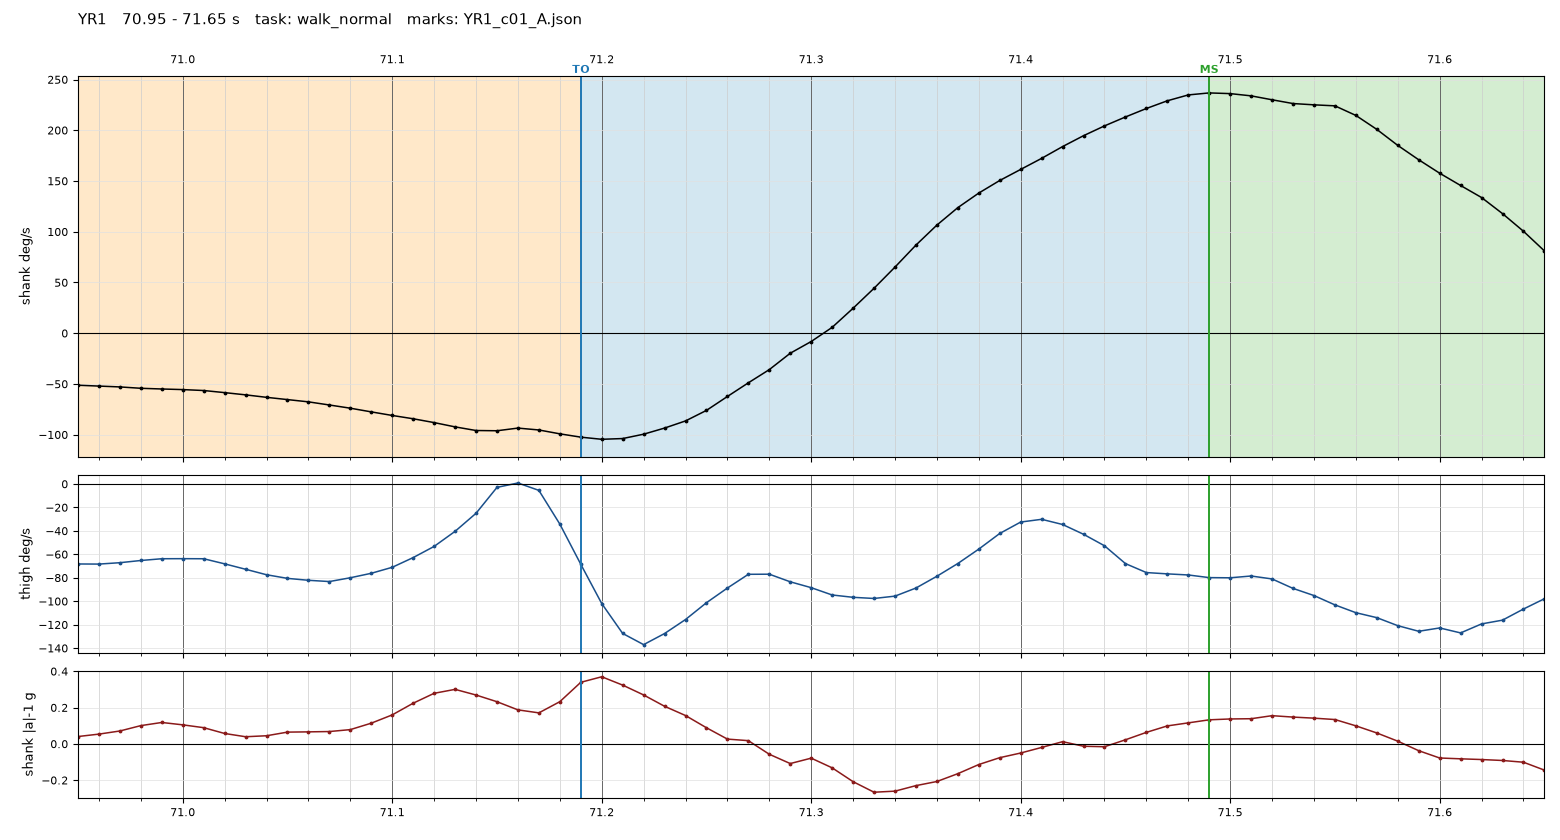 YR1   70.95 - 71.65 s   task: walk_normal   marks: YR1_c01_A.json
71.0 71.1 71.2 71.3 71.4 71.5 71.6
TO MS
250
200
150
100
50
0
−50
−100
shank deg/s
0
−20
−40
−60
−80
−100
−120
−140
thigh deg/s
0.4
0.2
0.0
−0.2
shank |a|-1 g
71.0 71.1 71.2 71.3 71.4 71.5 71.6